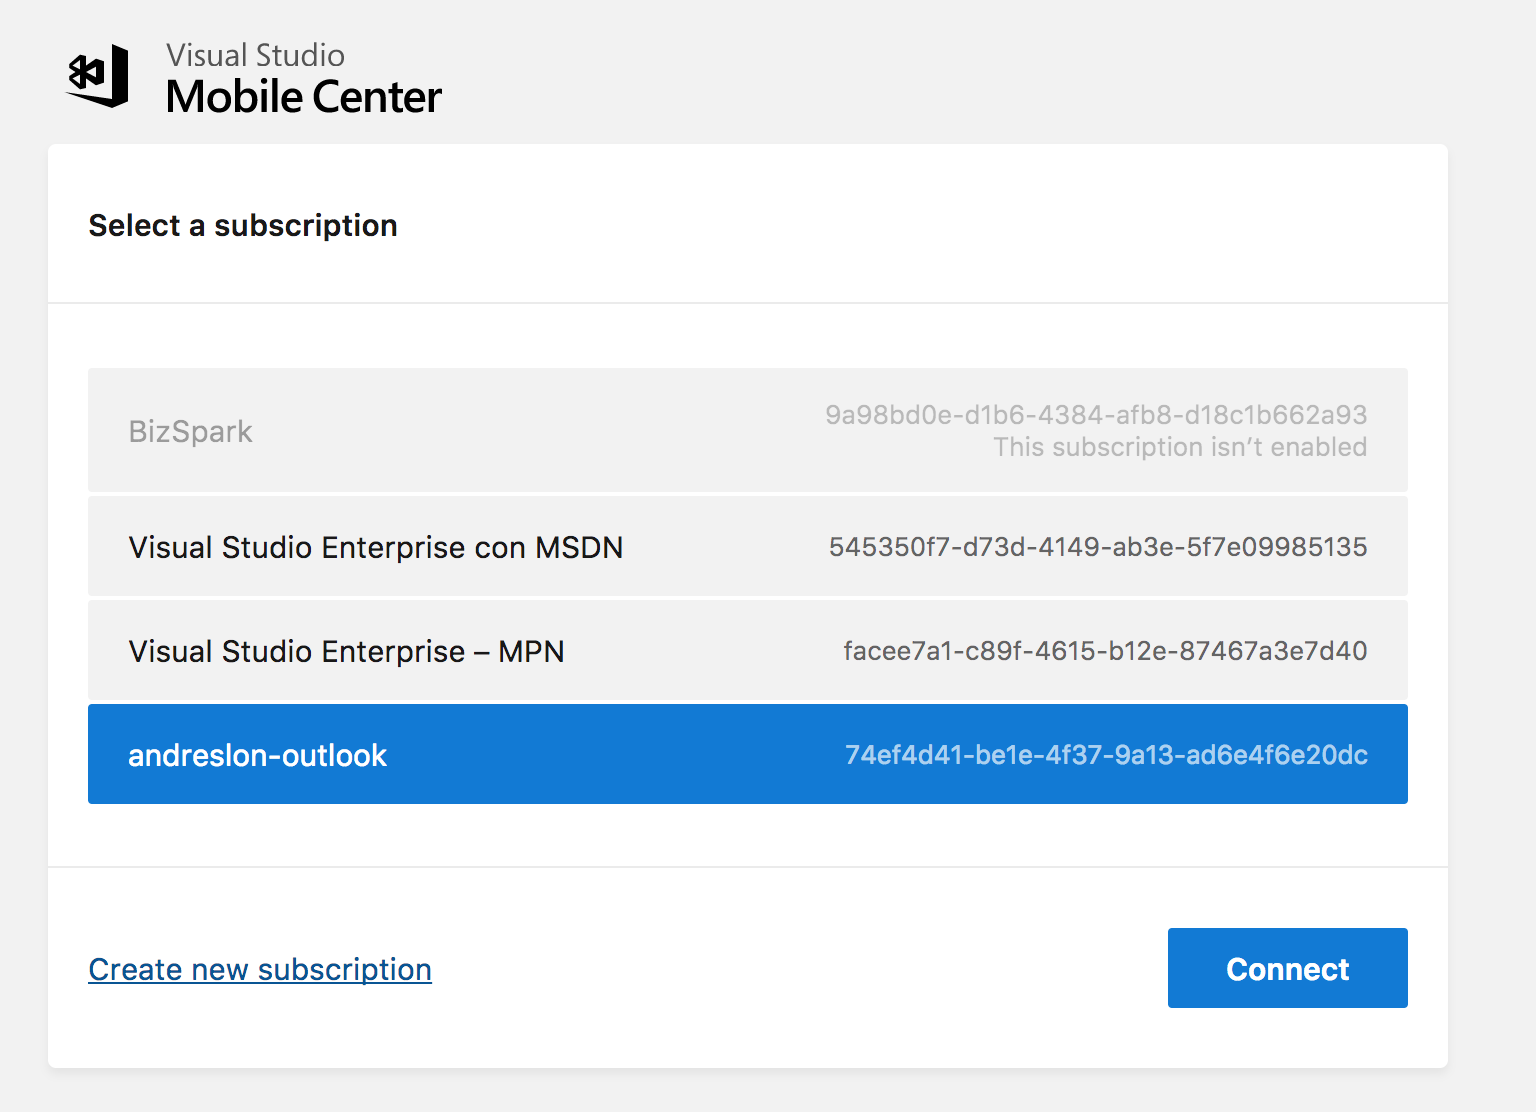 Visual Studio
Mobile Center
Select a subscription
BizSpark
9a98bd0e-d1b6-4384-afb8-d18c1b662a93
This subscription isn’t enabled
Visual Studio Enterprise con MSDN
545350f7-d73d-4149-ab3e-5f7e09985135
Visual Studio Enterprise – MPN
facee7a1-c89f-4615-b12e-87467a3e7d40
andreslon-outlook
74ef4d41-be1e-4f37-9a13-ad6e4f6e20dc
Create new subscription
Connect